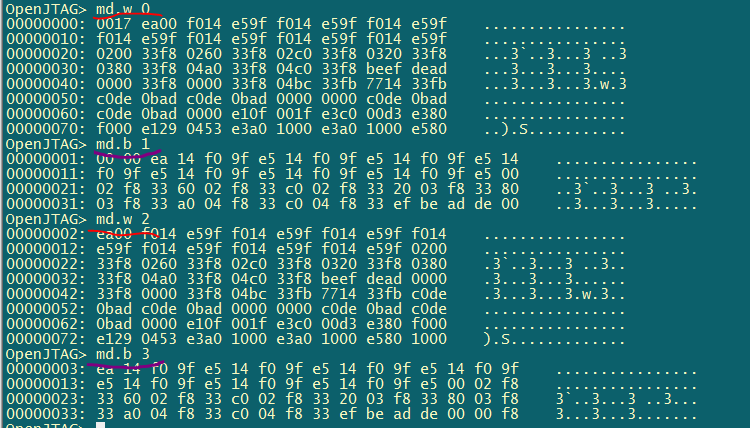 OpenJTAG> md.w 0
00000000: 0017 ea00 f014 e59f f014 e59f f014 e59f    ................
00000010: f014 e59f f014 e59f f014 e59f f014 e59f    ................
00000020: 0200 33f8 0260 33f8 02c0 33f8 0320 33f8    ...3`..3...3 ..3
00000030: 0380 33f8 04a0 33f8 04c0 33f8 beef dead    ...3...3...3....
00000040: 0000 33f8 0000 33f8 04bc 33fb 7714 33fb    ...3...3...3.w.3
00000050: c0de 0bad c0de 0bad 0000 0000 c0de 0bad    ................
00000060: c0de 0bad 0000 e10f 001f e3c0 00d3 e380    ................
00000070: f000 e129 0453 e3a0 1000 e3a0 1000 e580    ..).S...........
OpenJTAG> md.b 1
00000001: 00 00 ea 14 f0 9f e5 14 f0 9f e5 14 f0 9f e5 14    ................
00000011: f0 9f e5 14 f0 9f e5 14 f0 9f e5 14 f0 9f e5 00    ................
00000021: 02 f8 33 60 02 f8 33 c0 02 f8 33 20 03 f8 33 80    ..3`..3...3 ..3.
00000031: 03 f8 33 a0 04 f8 33 c0 04 f8 33 ef be ad de 00    ..3...3...3.....
OpenJTAG> md.w 2
00000002: ea00 f014 e59f f014 e59f f014 e59f f014    ................
00000012: e59f f014 e59f f014 e59f f014 e59f 0200    ................
00000022: 33f8 0260 33f8 02c0 33f8 0320 33f8 0380    .3`..3...3 ..3..
00000032: 33f8 04a0 33f8 04c0 33f8 beef dead 0000    .3...3...3......
00000042: 33f8 0000 33f8 04bc 33fb 7714 33fb c0de    .3...3...3.w.3..
00000052: 0bad c0de 0bad 0000 0000 c0de 0bad c0de    ................
00000062: 0bad 0000 e10f 001f e3c0 00d3 e380 f000    ................
00000072: e129 0453 e3a0 1000 e3a0 1000 e580 1000    ).S.............
OpenJTAG> md.b 3
00000003: ea 14 f0 9f e5 14 f0 9f e5 14 f0 9f e5 14 f0 9f    ................
00000013: e5 14 f0 9f e5 14 f0 9f e5 14 f0 9f e5 00 02 f8    ................
00000023: 33 60 02 f8 33 c0 02 f8 33 20 03 f8 33 80 03 f8    3`..3...3 ..3...
00000033: 33 a0 04 f8 33 c0 04 f8 33 ef be ad de 00 00 f8    3...3...3.......
OpenJTAG>